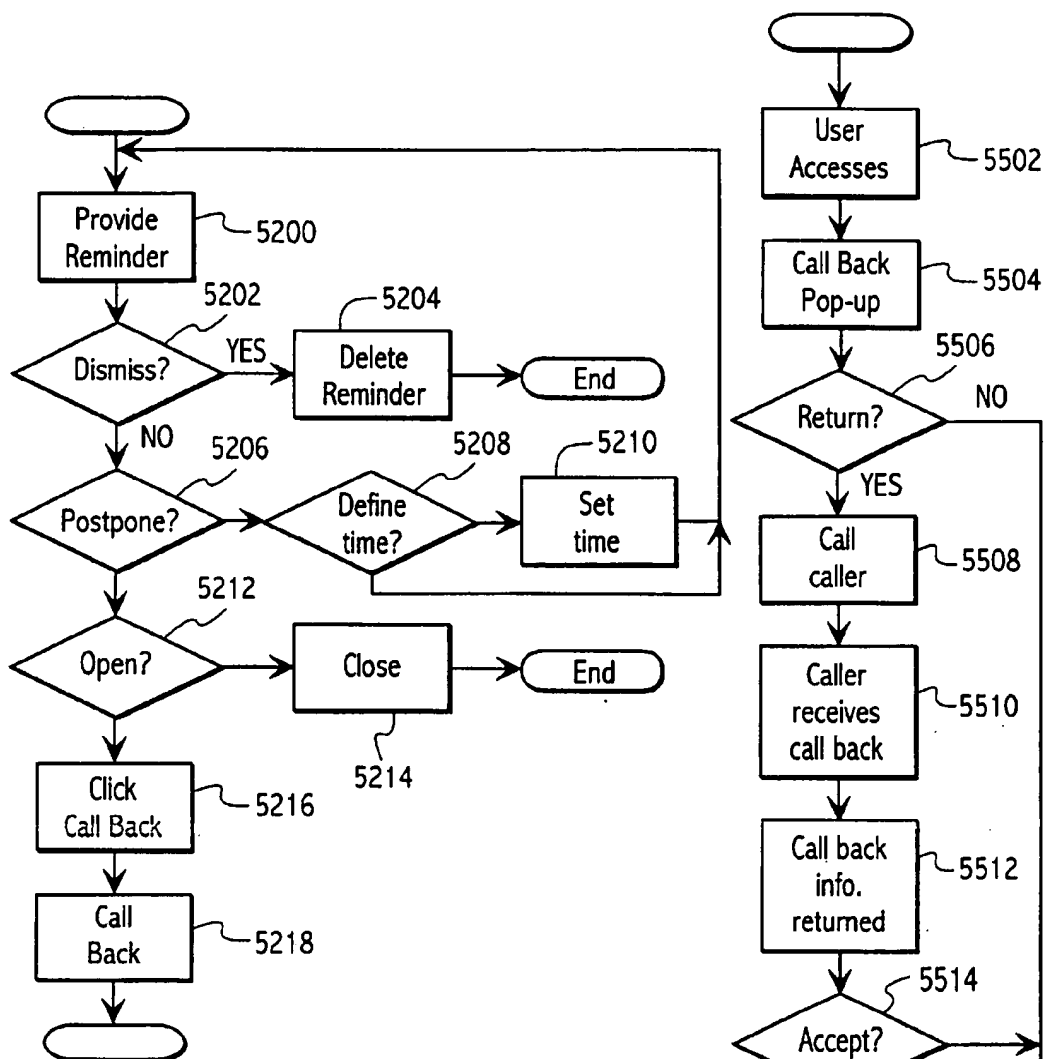 Provide
Reminder
5200
5202
Dismiss?
YES
5204
Delete
Reminder
End
NO
5206
Postpone?
5208
Define
time?
5210
Set
time
5212
Open?
Close
5214
End
Click
Call Back
5216
Call
Back
5218
User
Accesses
5502
Call Back
Pop-up
5504
5506
Return?
NO
YES
Call
caller
5508
Caller
receives
call back
5510
Call back
info.
returned
5512
5514
Accept?